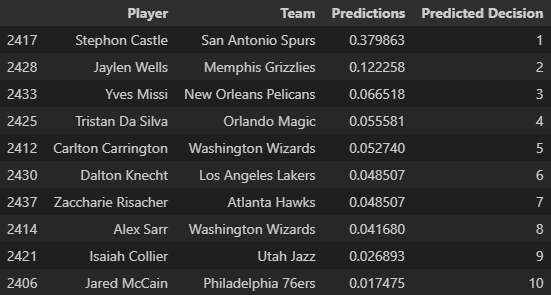 Player Team Predictions Predicted Decision
2417 Stephon Castle San Antonio Spurs 0.379863 1
2428 Jaylen Wells Memphis Grizzlies 0.122258 2
2433 Yves Missi New Orleans Pelicans 0.066518 3
2425 Tristan Da Silva Orlando Magic 0.055581 4
2412 Carlton Carrington Washington Wizards 0.052740 5
2430 Dalton Knecht Los Angeles Lakers 0.048507 6
2437 Zaccharie Risacher Atlanta Hawks 0.048507 7
2414 Alex Sarr Washington Wizards 0.041680 8
2421 Isaiah Collier Utah Jazz 0.026893 9
2406 Jared McCain Philadelphia 76ers 0.017475 10